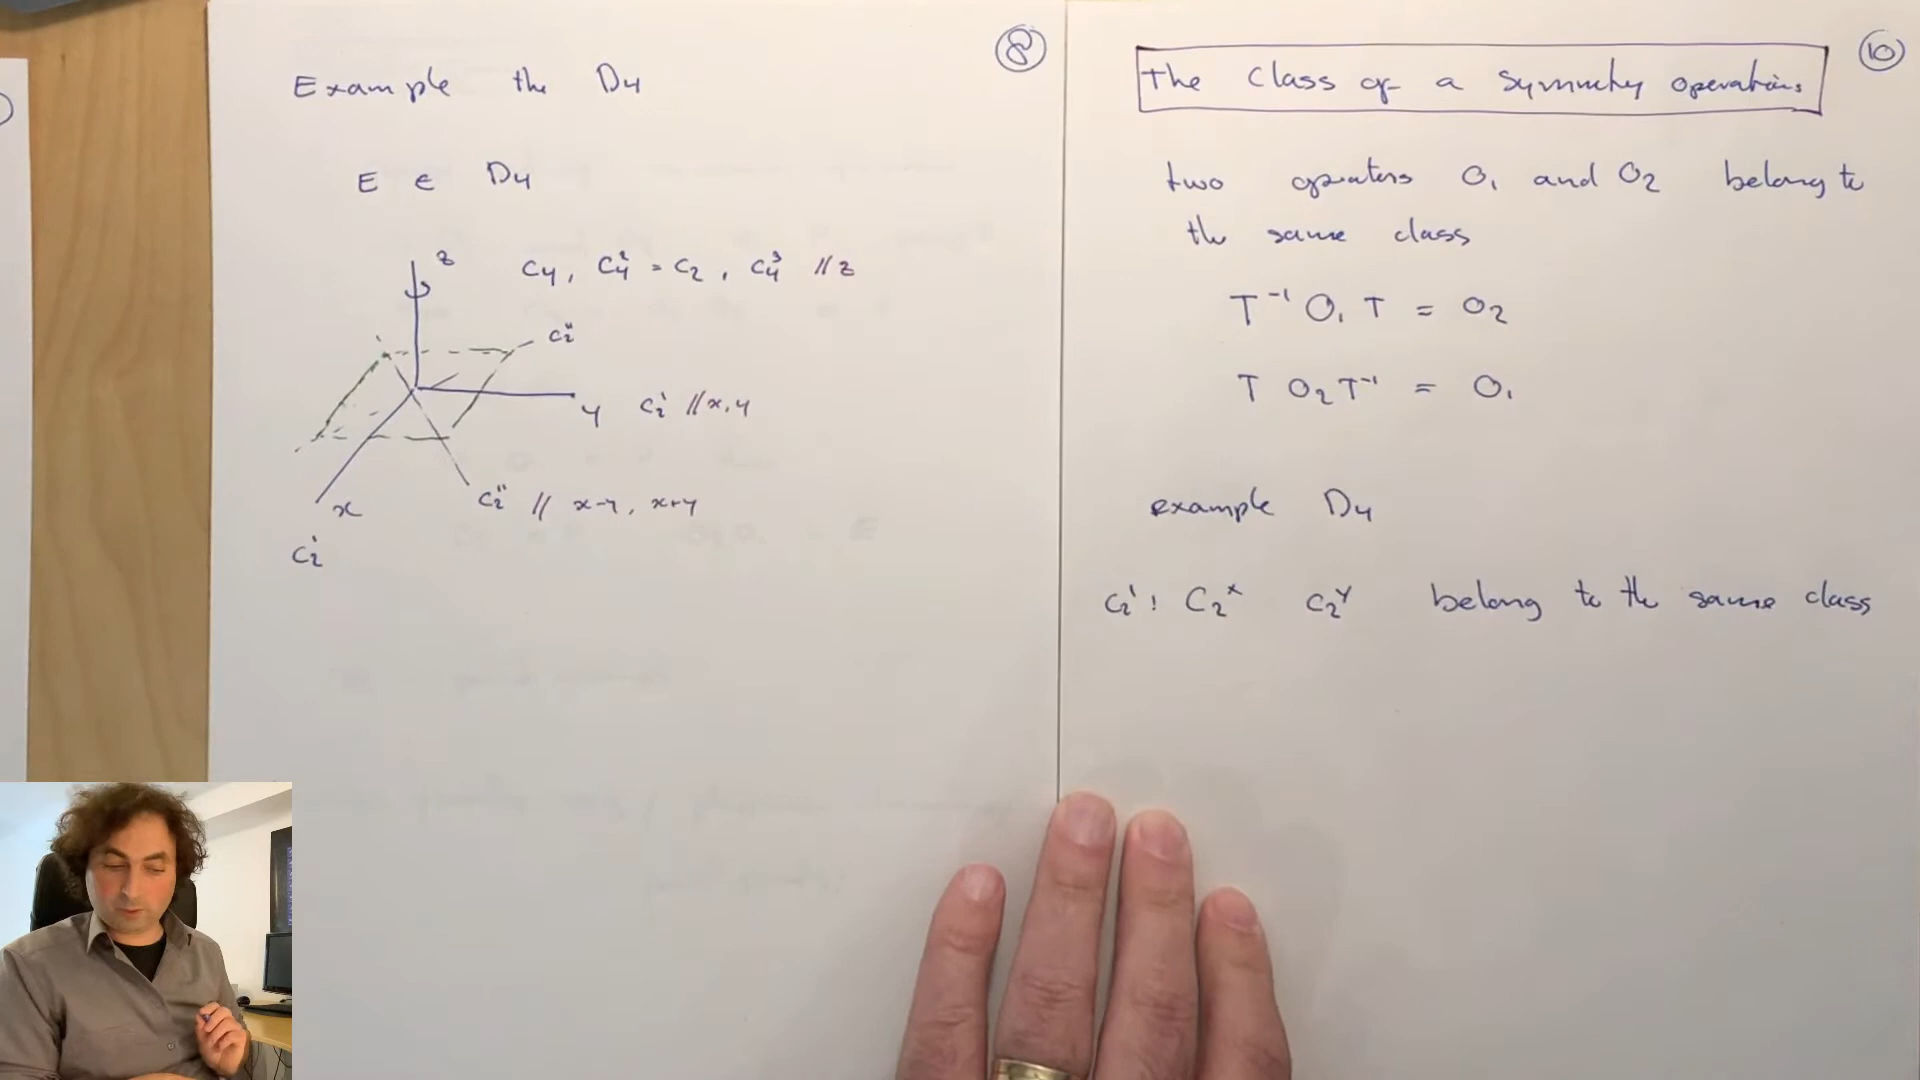 8
Example the D4
E ∈ D4
z
C4, C4² = C2, C4³ // z
C2"
y C2' // x, y
C2" // x-y, x+y
x
C2'
10
The Class of a Symmetry operations
two operators O1 and O2 belong to
the same class
T⁻¹ O1 T = O2
T O2 T⁻¹ = O1
example D4
C2' : C2ˣ C2ʸ belong to the same class